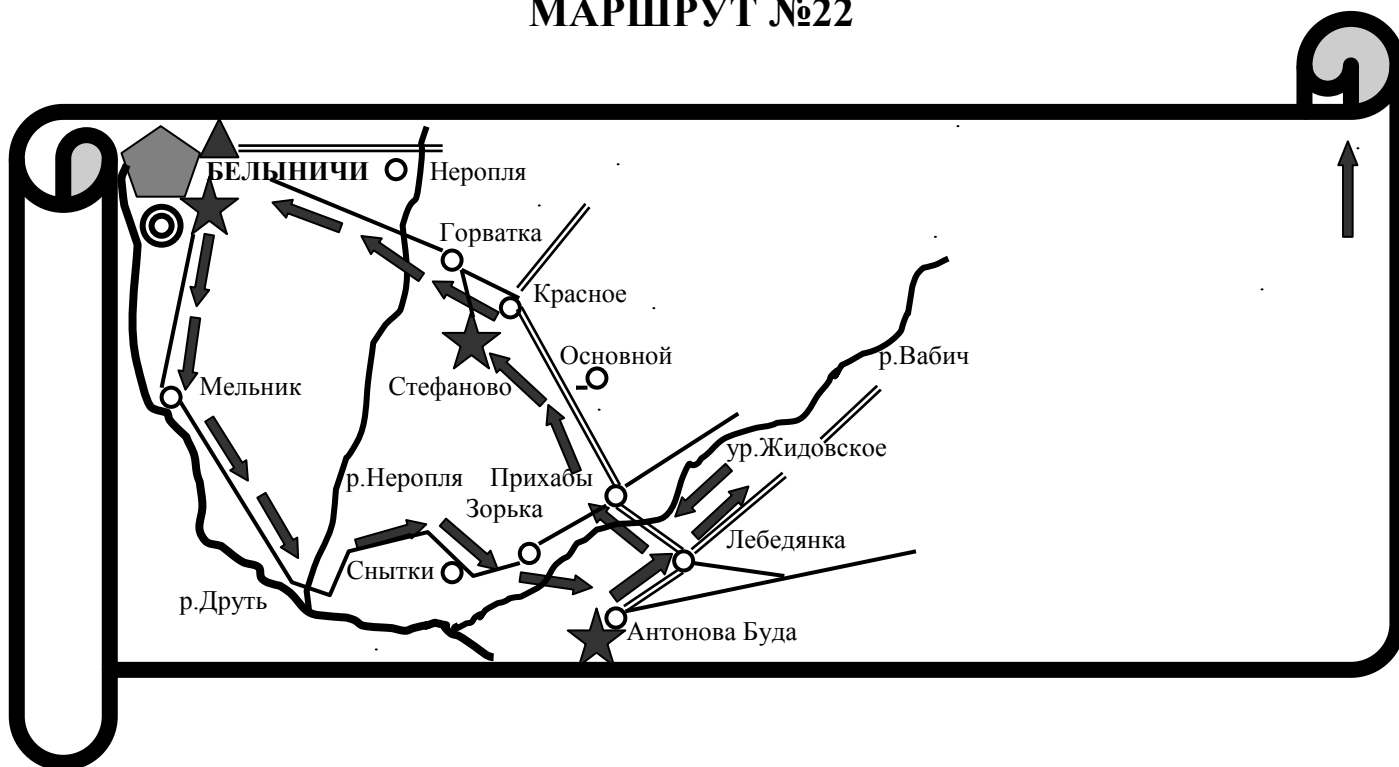 МАРШРУТ №22
БЕЛЫНИЧИ
Неропля
Горватка
Красное
Основной
р.Вабич
Мельник
Стефаново
ур.Жидовское
р.Неропля
Прихабы
Зорька
Лебедянка
Снытки
р.Друть
Антонова Буда